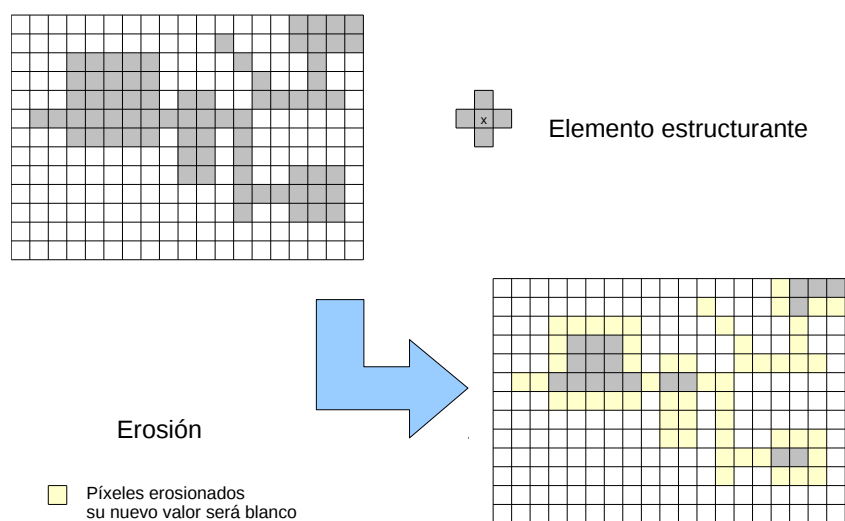 x
Elemento estructurante
Erosión
Píxeles erosionados
su nuevo valor será blanco